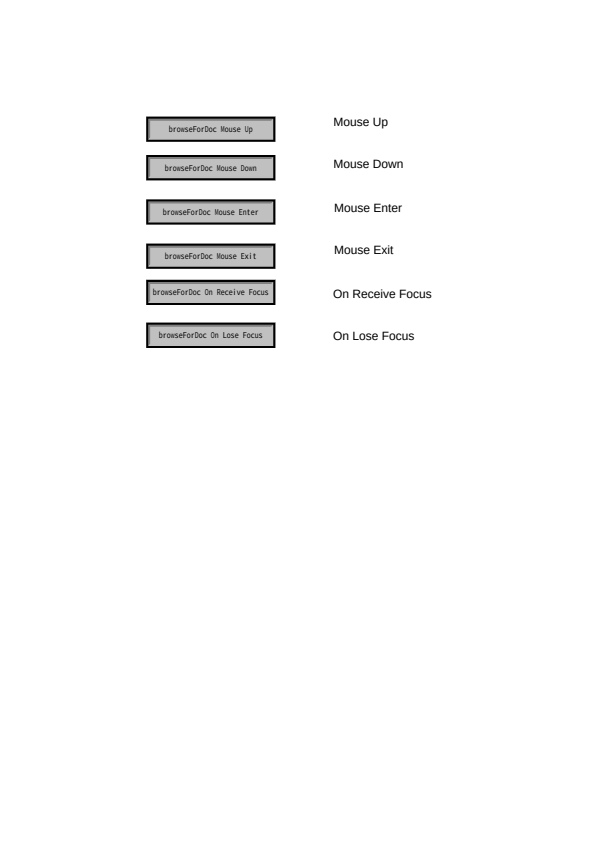 browseForDoc Mouse Up
Mouse Up
browseForDoc Mouse Down
Mouse Down
browseForDoc Mouse Enter
Mouse Enter
browseForDoc Mouse Exit
Mouse Exit
browseForDoc On Receive Focus
On Receive Focus
browseForDoc On Lose Focus
On Lose Focus